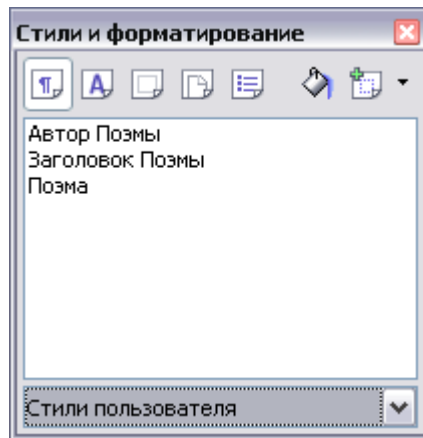 Стили и форматирование
Автор Поэмы
Заголовок Поэмы
Поэма
Стили пользователя